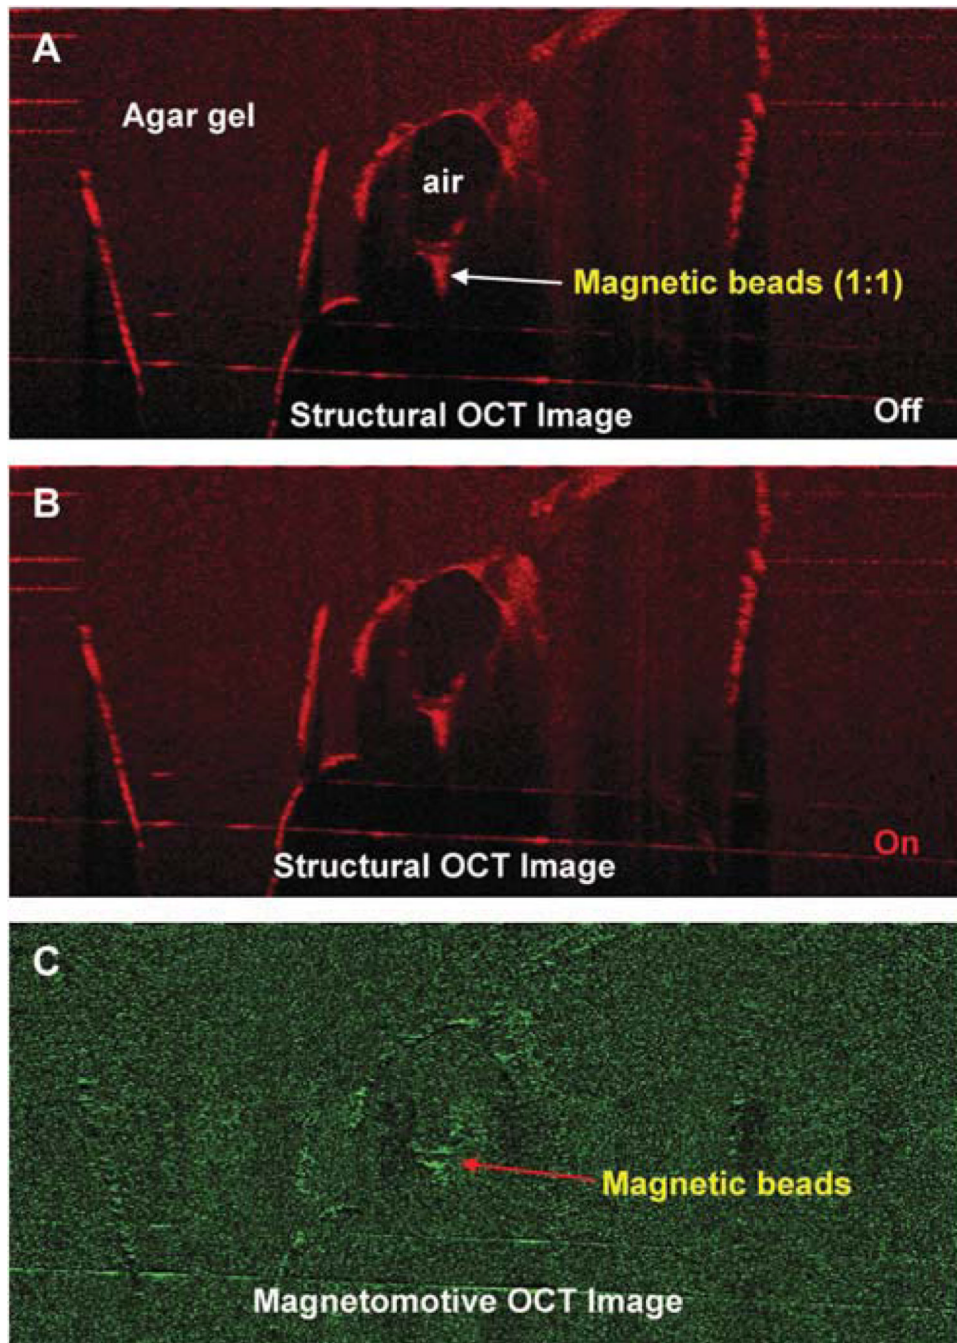 A
Agar gel
air
Magnetic beads (1:1)
Structural OCT Image
Off
B
On
Structural OCT Image
C
Magnetic beads
Magnetomotive OCT Image